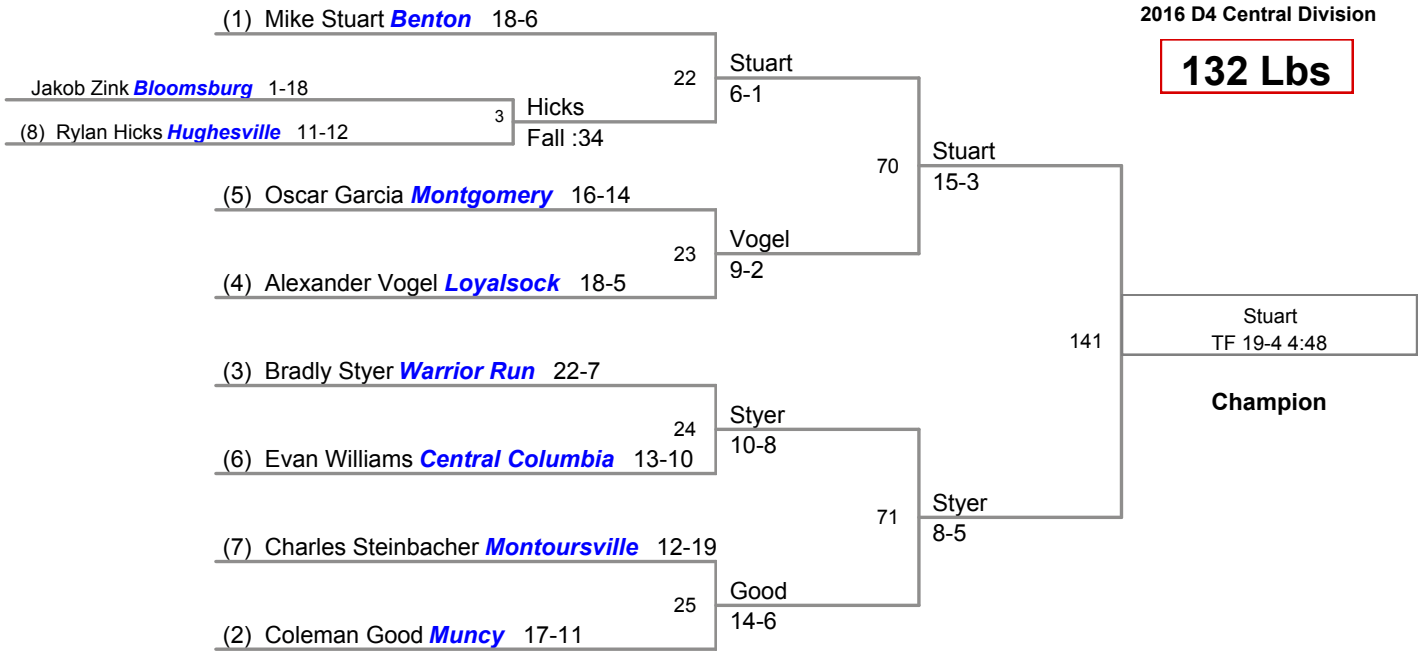 2016 D4 Central Division
132 Lbs
(1) Mike Stuart Benton 18-6
22
Stuart
6-1
Jakob Zink Bloomsburg 1-18
3
Hicks
Fall :34
(8) Rylan Hicks Hughesville 11-12
70
Stuart
15-3
(5) Oscar Garcia Montgomery 16-14
23
Vogel
9-2
(4) Alexander Vogel Loyalsock 18-5
141
Stuart
TF 19-4 4:48
Champion
(3) Bradly Styer Warrior Run 22-7
24
Styer
10-8
(6) Evan Williams Central Columbia 13-10
71
Styer
8-5
(7) Charles Steinbacher Montoursville 12-19
25
Good
14-6
(2) Coleman Good Muncy 17-11